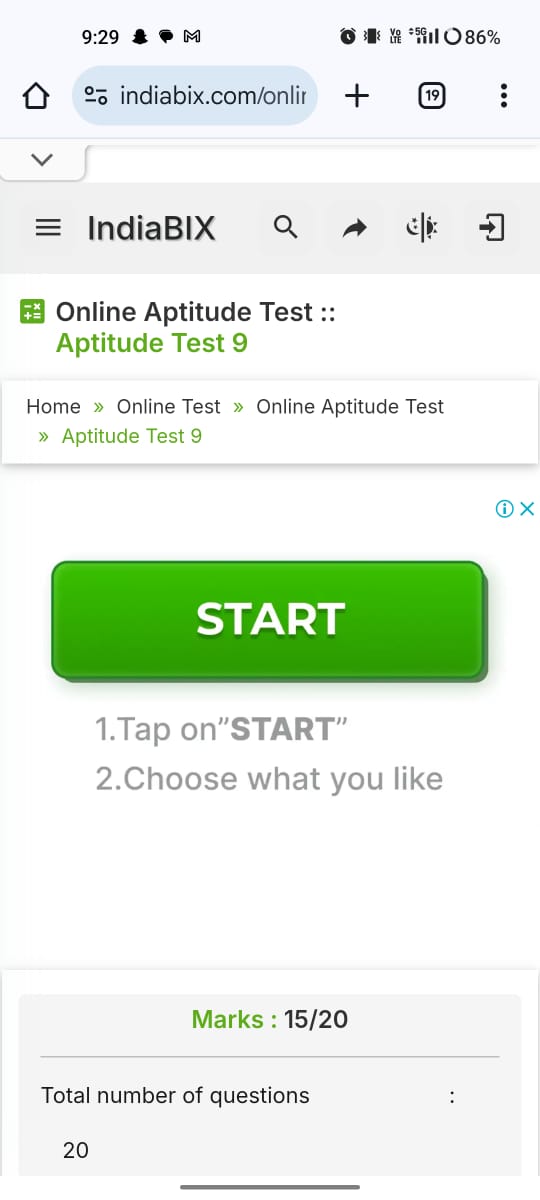 9:29
Vo LTE 5G 86%
indiabix.com/onlin
19
IndiaBIX
Online Aptitude Test ::
Aptitude Test 9
Home » Online Test » Online Aptitude Test
» Aptitude Test 9
START
1.Tap on”START”
2.Choose what you like
Marks : 15/20
Total number of questions :
20